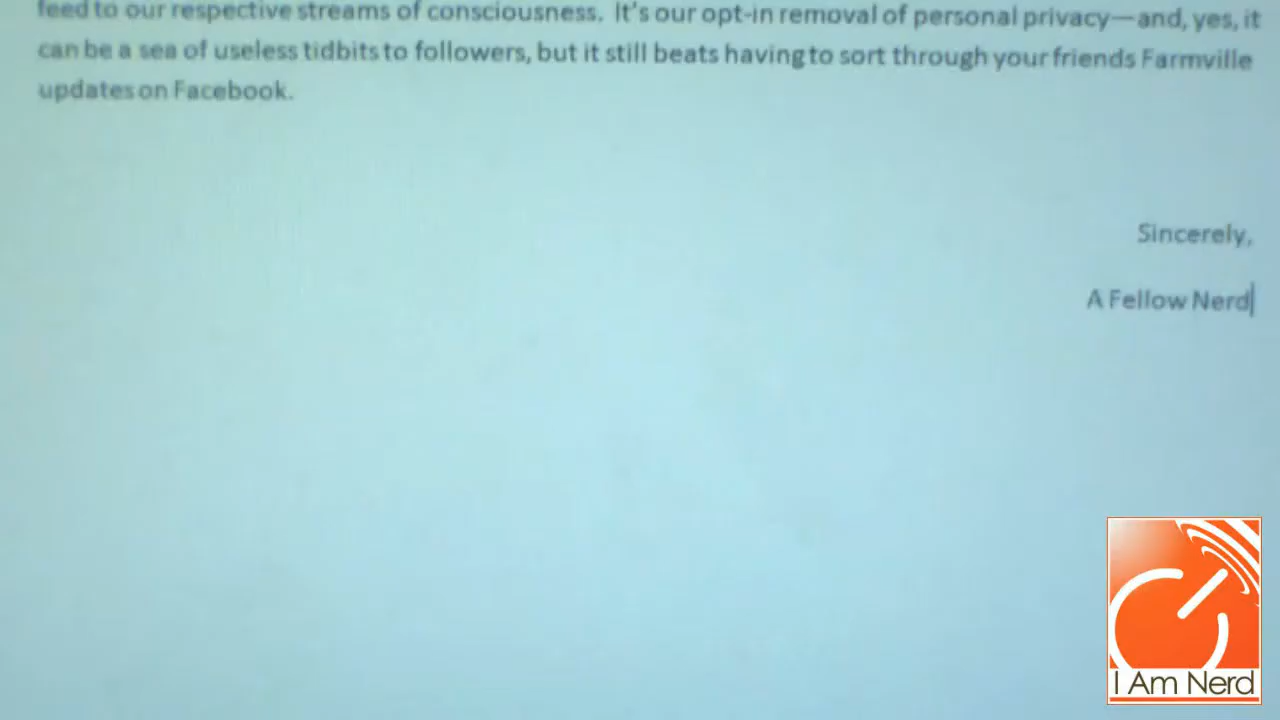 feed to our respective streams of consciousness. It's our opt-in removal of personal privacy—and, yes, it
can be a sea of useless tidbits to followers, but it still beats having to sort through your friends Farmville
updates on Facebook.
Sincerely,
A Fellow Nerd
I Am Nerd